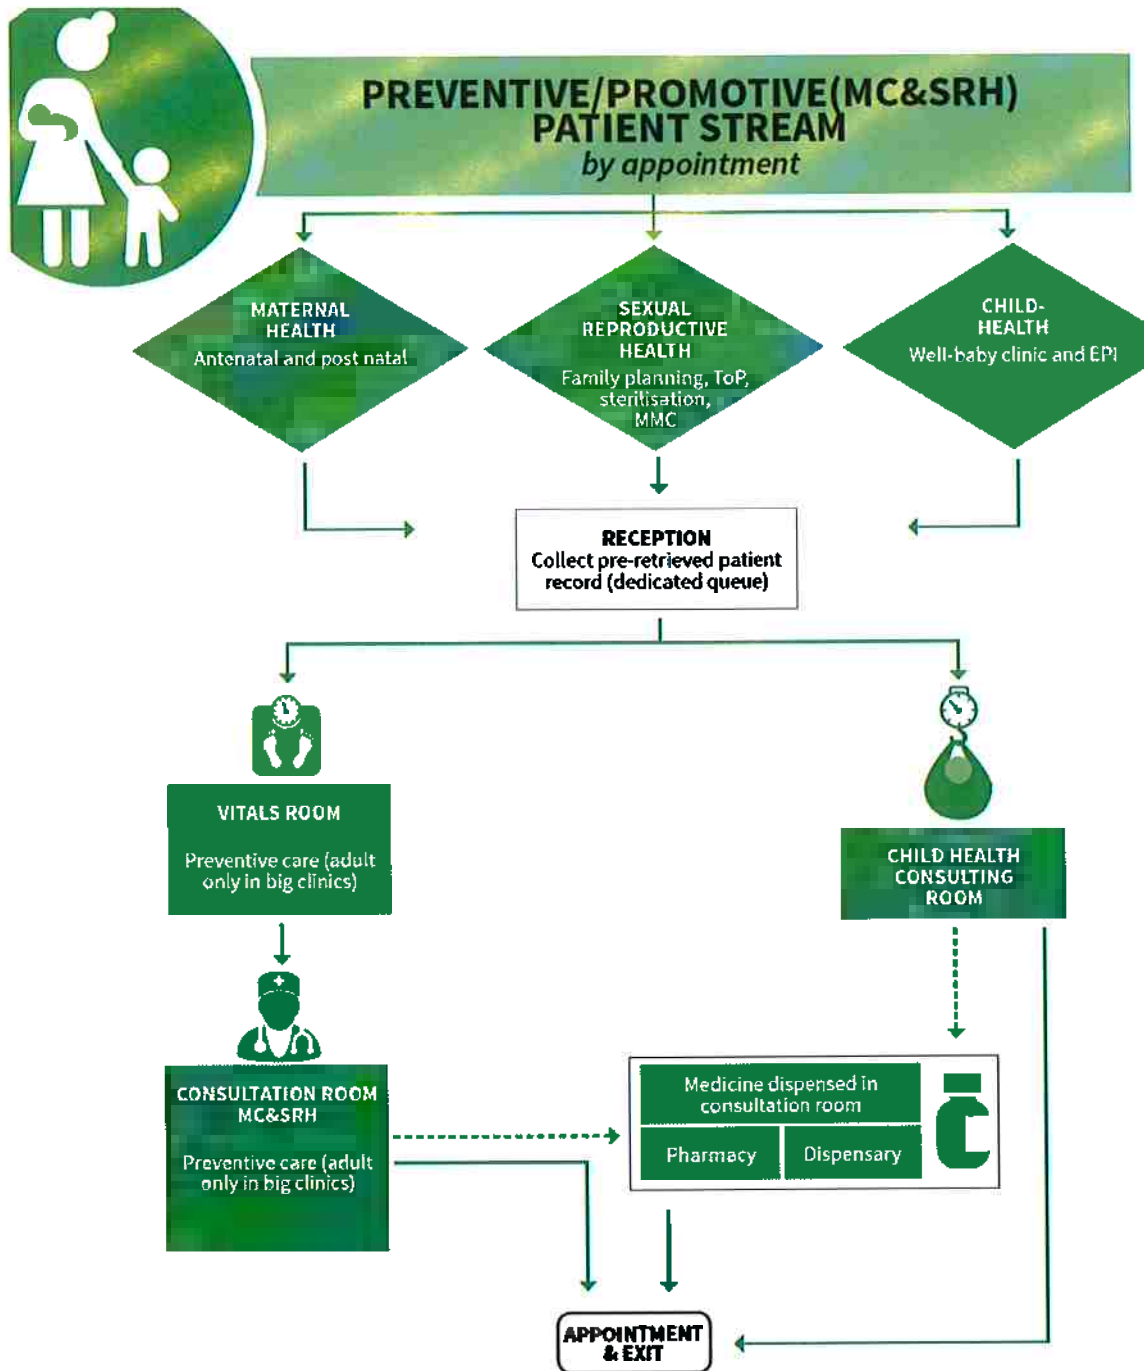 PREVENTIVE/PROMOTIVE(MC&SRH)
PATIENT STREAM
by appointment
MATERNAL
HEALTH
Antenatal and post natal
SEXUAL
REPRODUCTIVE
HEALTH
Family planning, ToP,
sterilisation,
MMC
CHILD-
HEALTH
Well-baby clinic and EPI
RECEPTION
Collect pre-retrieved patient
record (dedicated queue)
VITALS ROOM
Preventive care (adult
only in big clinics)
CHILD HEALTH
CONSULTING
ROOM
CONSULTATION ROOM
MC&SRH
Preventive care (adult
only in big clinics)
Medicine dispensed in
consultation room
Pharmacy
Dispensary
APPOINTMENT
& EXIT